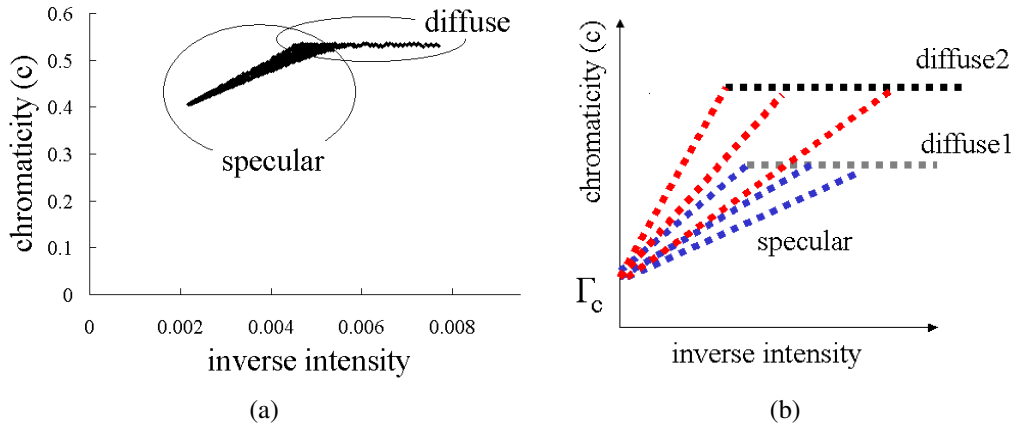 diffuse
0.6
0.5
0.4
0.3
0.2
0.1
0
chromaticity (c)
specular
0
0.002
0.004
0.006
0.008
inverse intensity
(a)
diffuse2
diffuse1
chromaticity (c)
specular
Γc
inverse intensity
(b)